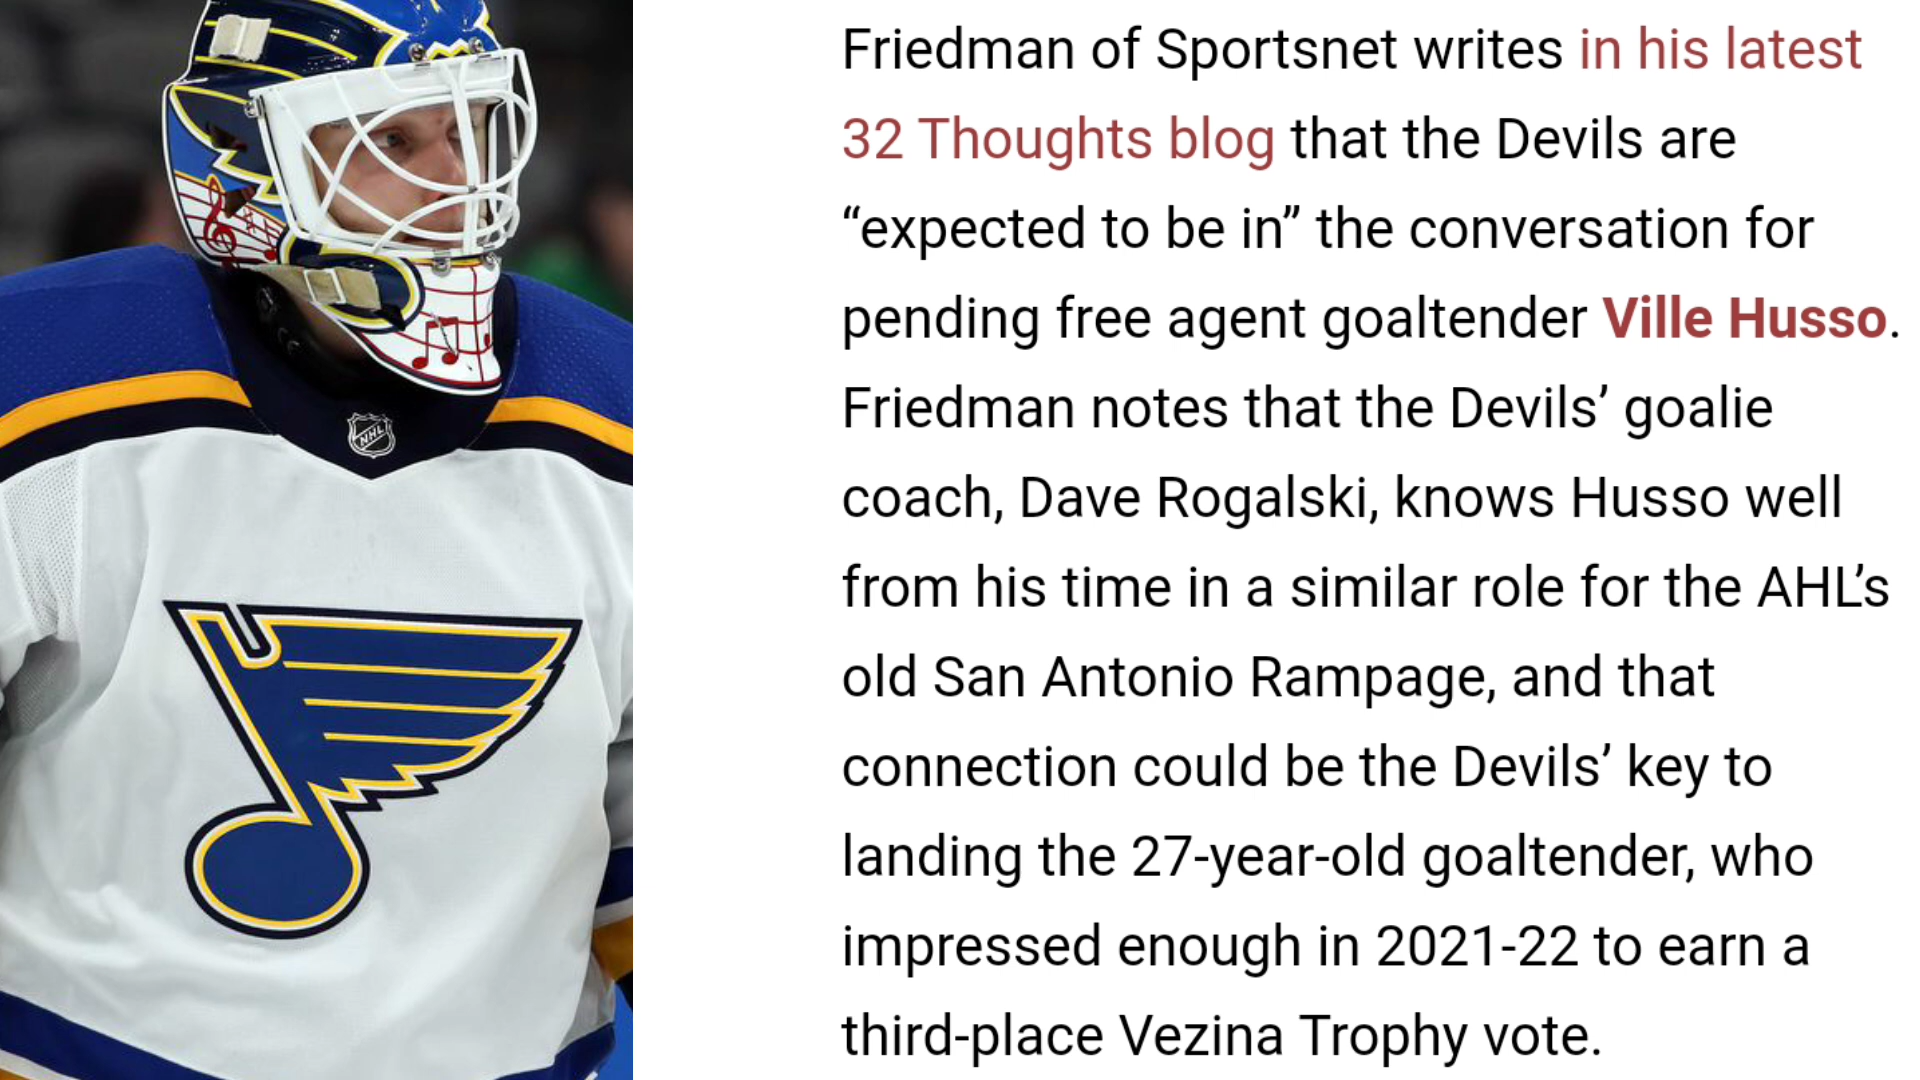 NHL
Friedman of Sportsnet writes in his latest
32 Thoughts blog that the Devils are
“expected to be in” the conversation for
pending free agent goaltender Ville Husso.
Friedman notes that the Devils’ goalie
coach, Dave Rogalski, knows Husso well
from his time in a similar role for the AHL’s
old San Antonio Rampage, and that
connection could be the Devils’ key to
landing the 27-year-old goaltender, who
impressed enough in 2021-22 to earn a
third-place Vezina Trophy vote.